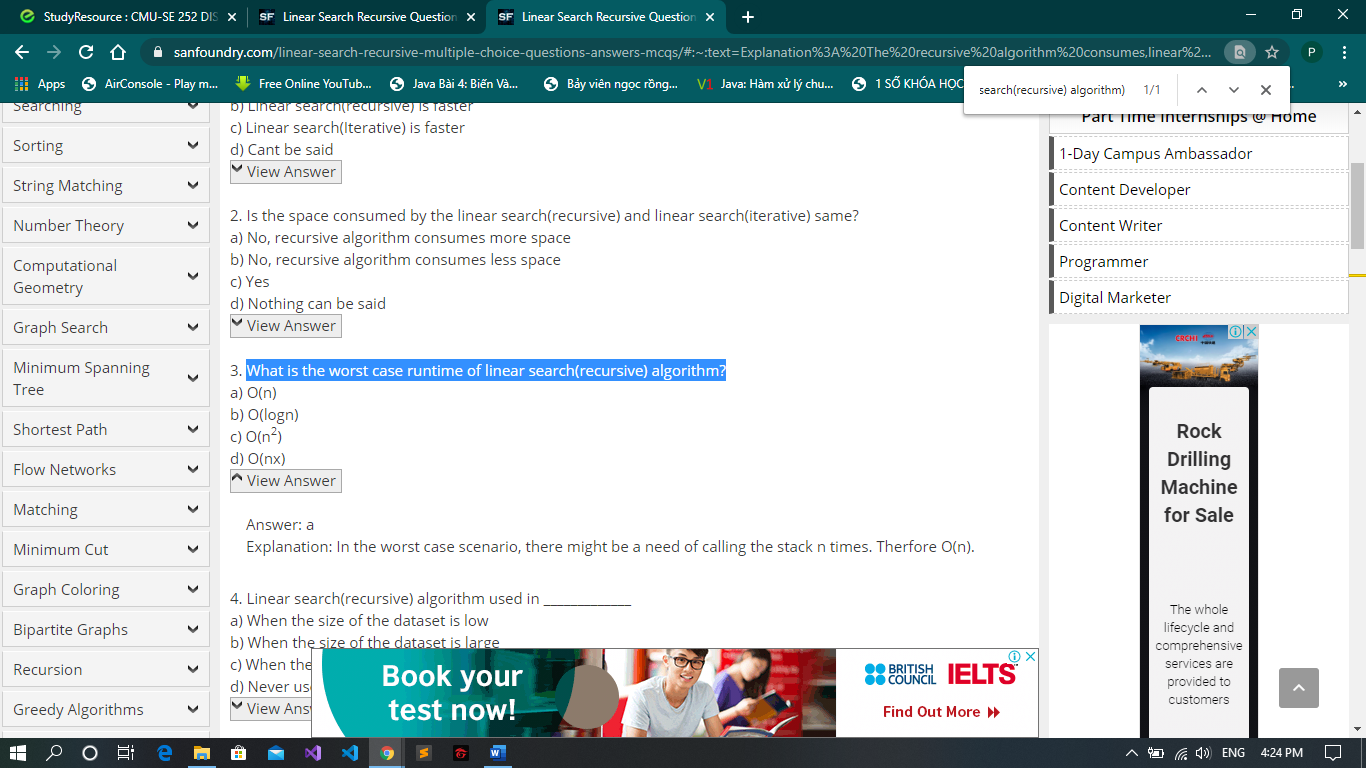 StudyResource : CMU-SE 252 DIS
Linear Search Recursive Question
Linear Search Recursive Question
sanfoundry.com/linear-search-recursive-multiple-choice-questions-answers-mcqs/#:~:text=Explanation%3A%20The%20recursive%20algorithm%20consumes,linear%2...
P
Apps
AirConsole - Play m...
Free Online YouTub...
Java Bài 4: Biến Và...
Bảy viên ngọc rồng...
Java: Hàm xử lý chu...
1 SỐ KHÓA HỌC
search(recursive) algorithm)
1/1
Searching
Sorting
String Matching
Number Theory
Computational
Geometry
Graph Search
Minimum Spanning
Tree
Shortest Path
Flow Networks
Matching
Minimum Cut
Graph Coloring
Bipartite Graphs
Recursion
Greedy Algorithms
b) Linear search(recursive) is faster
c) Linear search(Iterative) is faster
d) Cant be said
View Answer
2. Is the space consumed by the linear search(recursive) and linear search(iterative) same?
a) No, recursive algorithm consumes more space
b) No, recursive algorithm consumes less space
c) Yes
d) Nothing can be said
View Answer
3. What is the worst case runtime of linear search(recursive) algorithm?
a) O(n)
b) O(logn)
c) O(n²)
d) O(nx)
View Answer
Answer: a
Explanation: In the worst case scenario, there might be a need of calling the stack n times. Therfore O(n).
4. Linear search(recursive) algorithm used in _____________
a) When the size of the dataset is low
b) When the size of the dataset is large
c) When the
d) Never use
View Answ
Book your
test now!
BRITISH
COUNCIL
IELTS
Find Out More
Part Time Internships @ Home
1-Day Campus Ambassador
Content Developer
Content Writer
Programmer
Digital Marketer
CRCHI
Rock
Drilling
Machine
for Sale
The whole
lifecycle and
comprehensive
services are
provided to
customers
ENG
4:24 PM